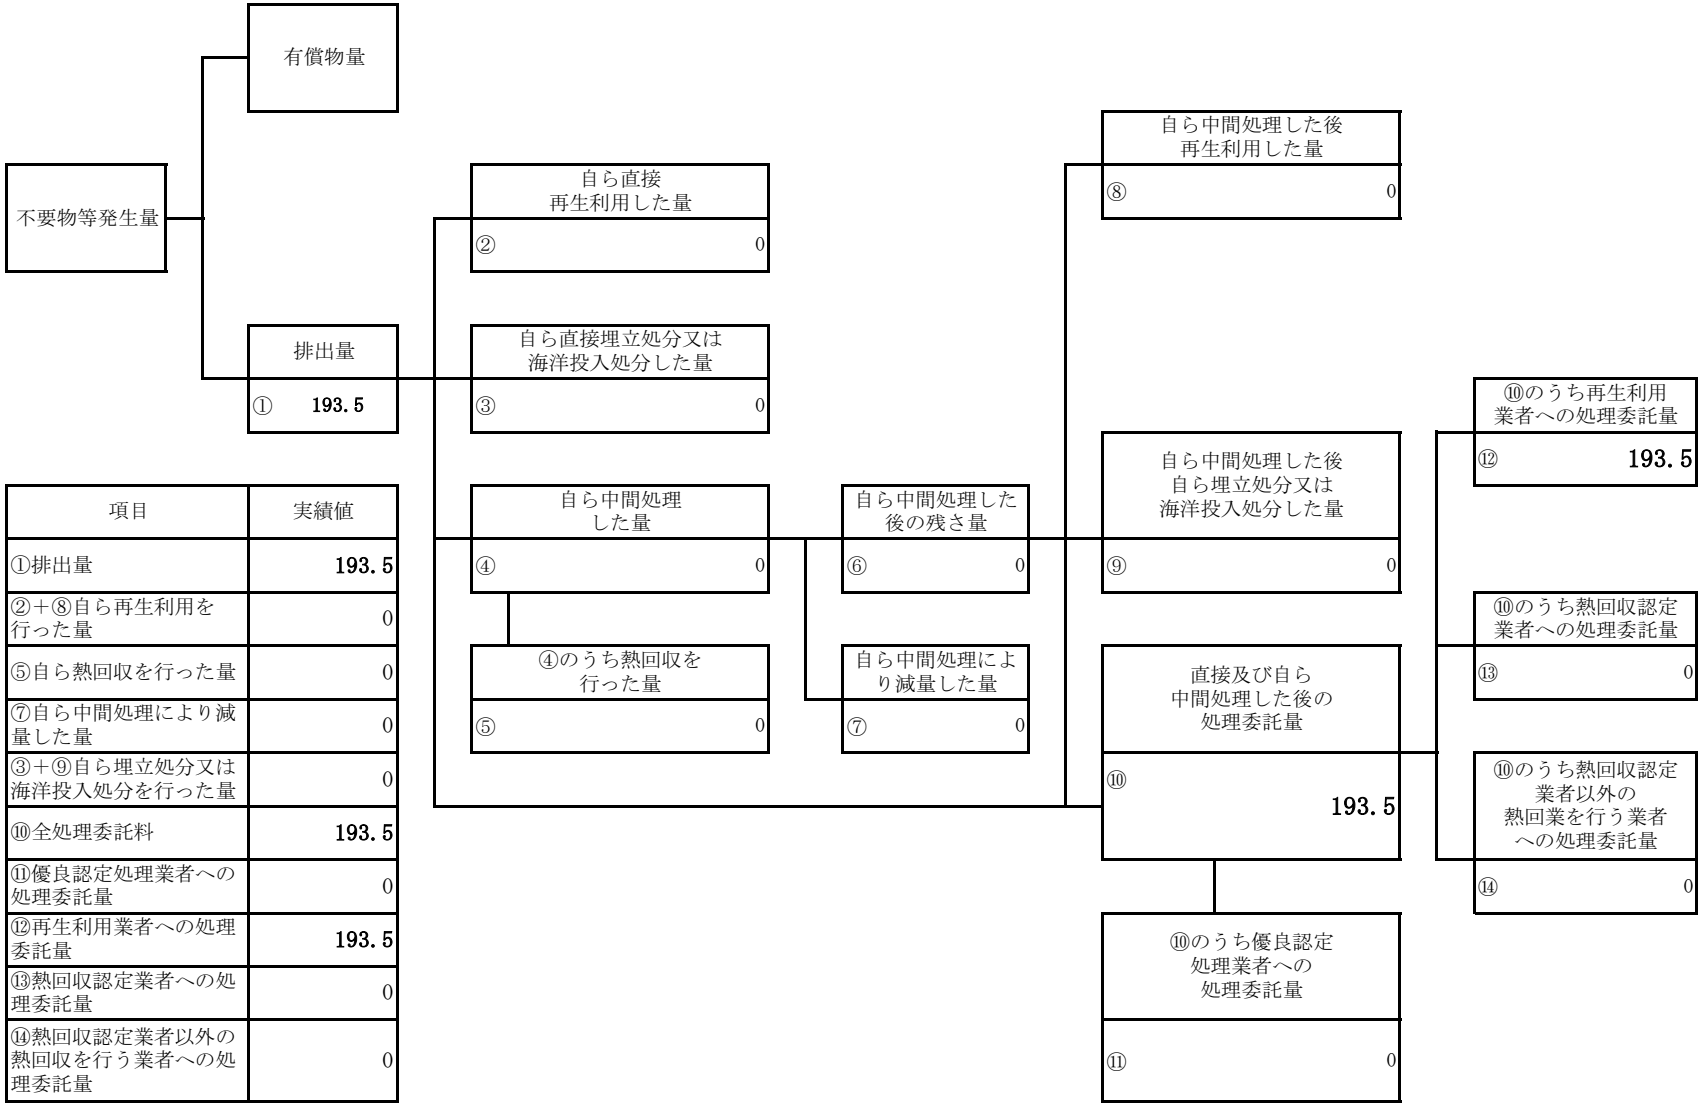 有償物量
不要物等発生量
排出量
① 193.5
自ら直接
再生利用した量
② 0
自ら直接埋立処分又は
海洋投入処分した量
③ 0
自ら中間処理
した量
④ 0
④のうち熱回収を
行った量
⑤ 0
自ら中間処理した
後の残さ量
⑥ 0
自ら中間処理によ
り減量した量
⑦ 0
自ら中間処理した後
再生利用した量
⑧ 0
自ら中間処理した後
自ら埋立処分又は
海洋投入処分した量
⑨ 0
直接及び自ら
中間処理した後の
処理委託量
⑩
193.5
⑩のうち優良認定
処理業者への
処理委託量
⑪ 0
⑩のうち再生利用
業者への処理委託量
⑫ 193.5
⑩のうち熱回収認定
業者への処理委託量
⑬ 0
⑩のうち熱回収認定
業者以外の
熱回業を行う業者
への処理委託量
⑭ 0
項目 実績値
①排出量 193.5
②＋⑧自ら再生利用を
行った量 0
⑤自ら熱回収を行った量 0
⑦自ら中間処理により減
量した量 0
③＋⑨自ら埋立処分又は
海洋投入処分を行った量 0
⑩全処理委託料 193.5
⑪優良認定処理業者への
処理委託量 0
⑫再生利用業者への処理
委託量 193.5
⑬熱回収認定業者への処
理委託量 0
⑭熱回収認定業者以外の
熱回収を行う業者への処
理委託量 0